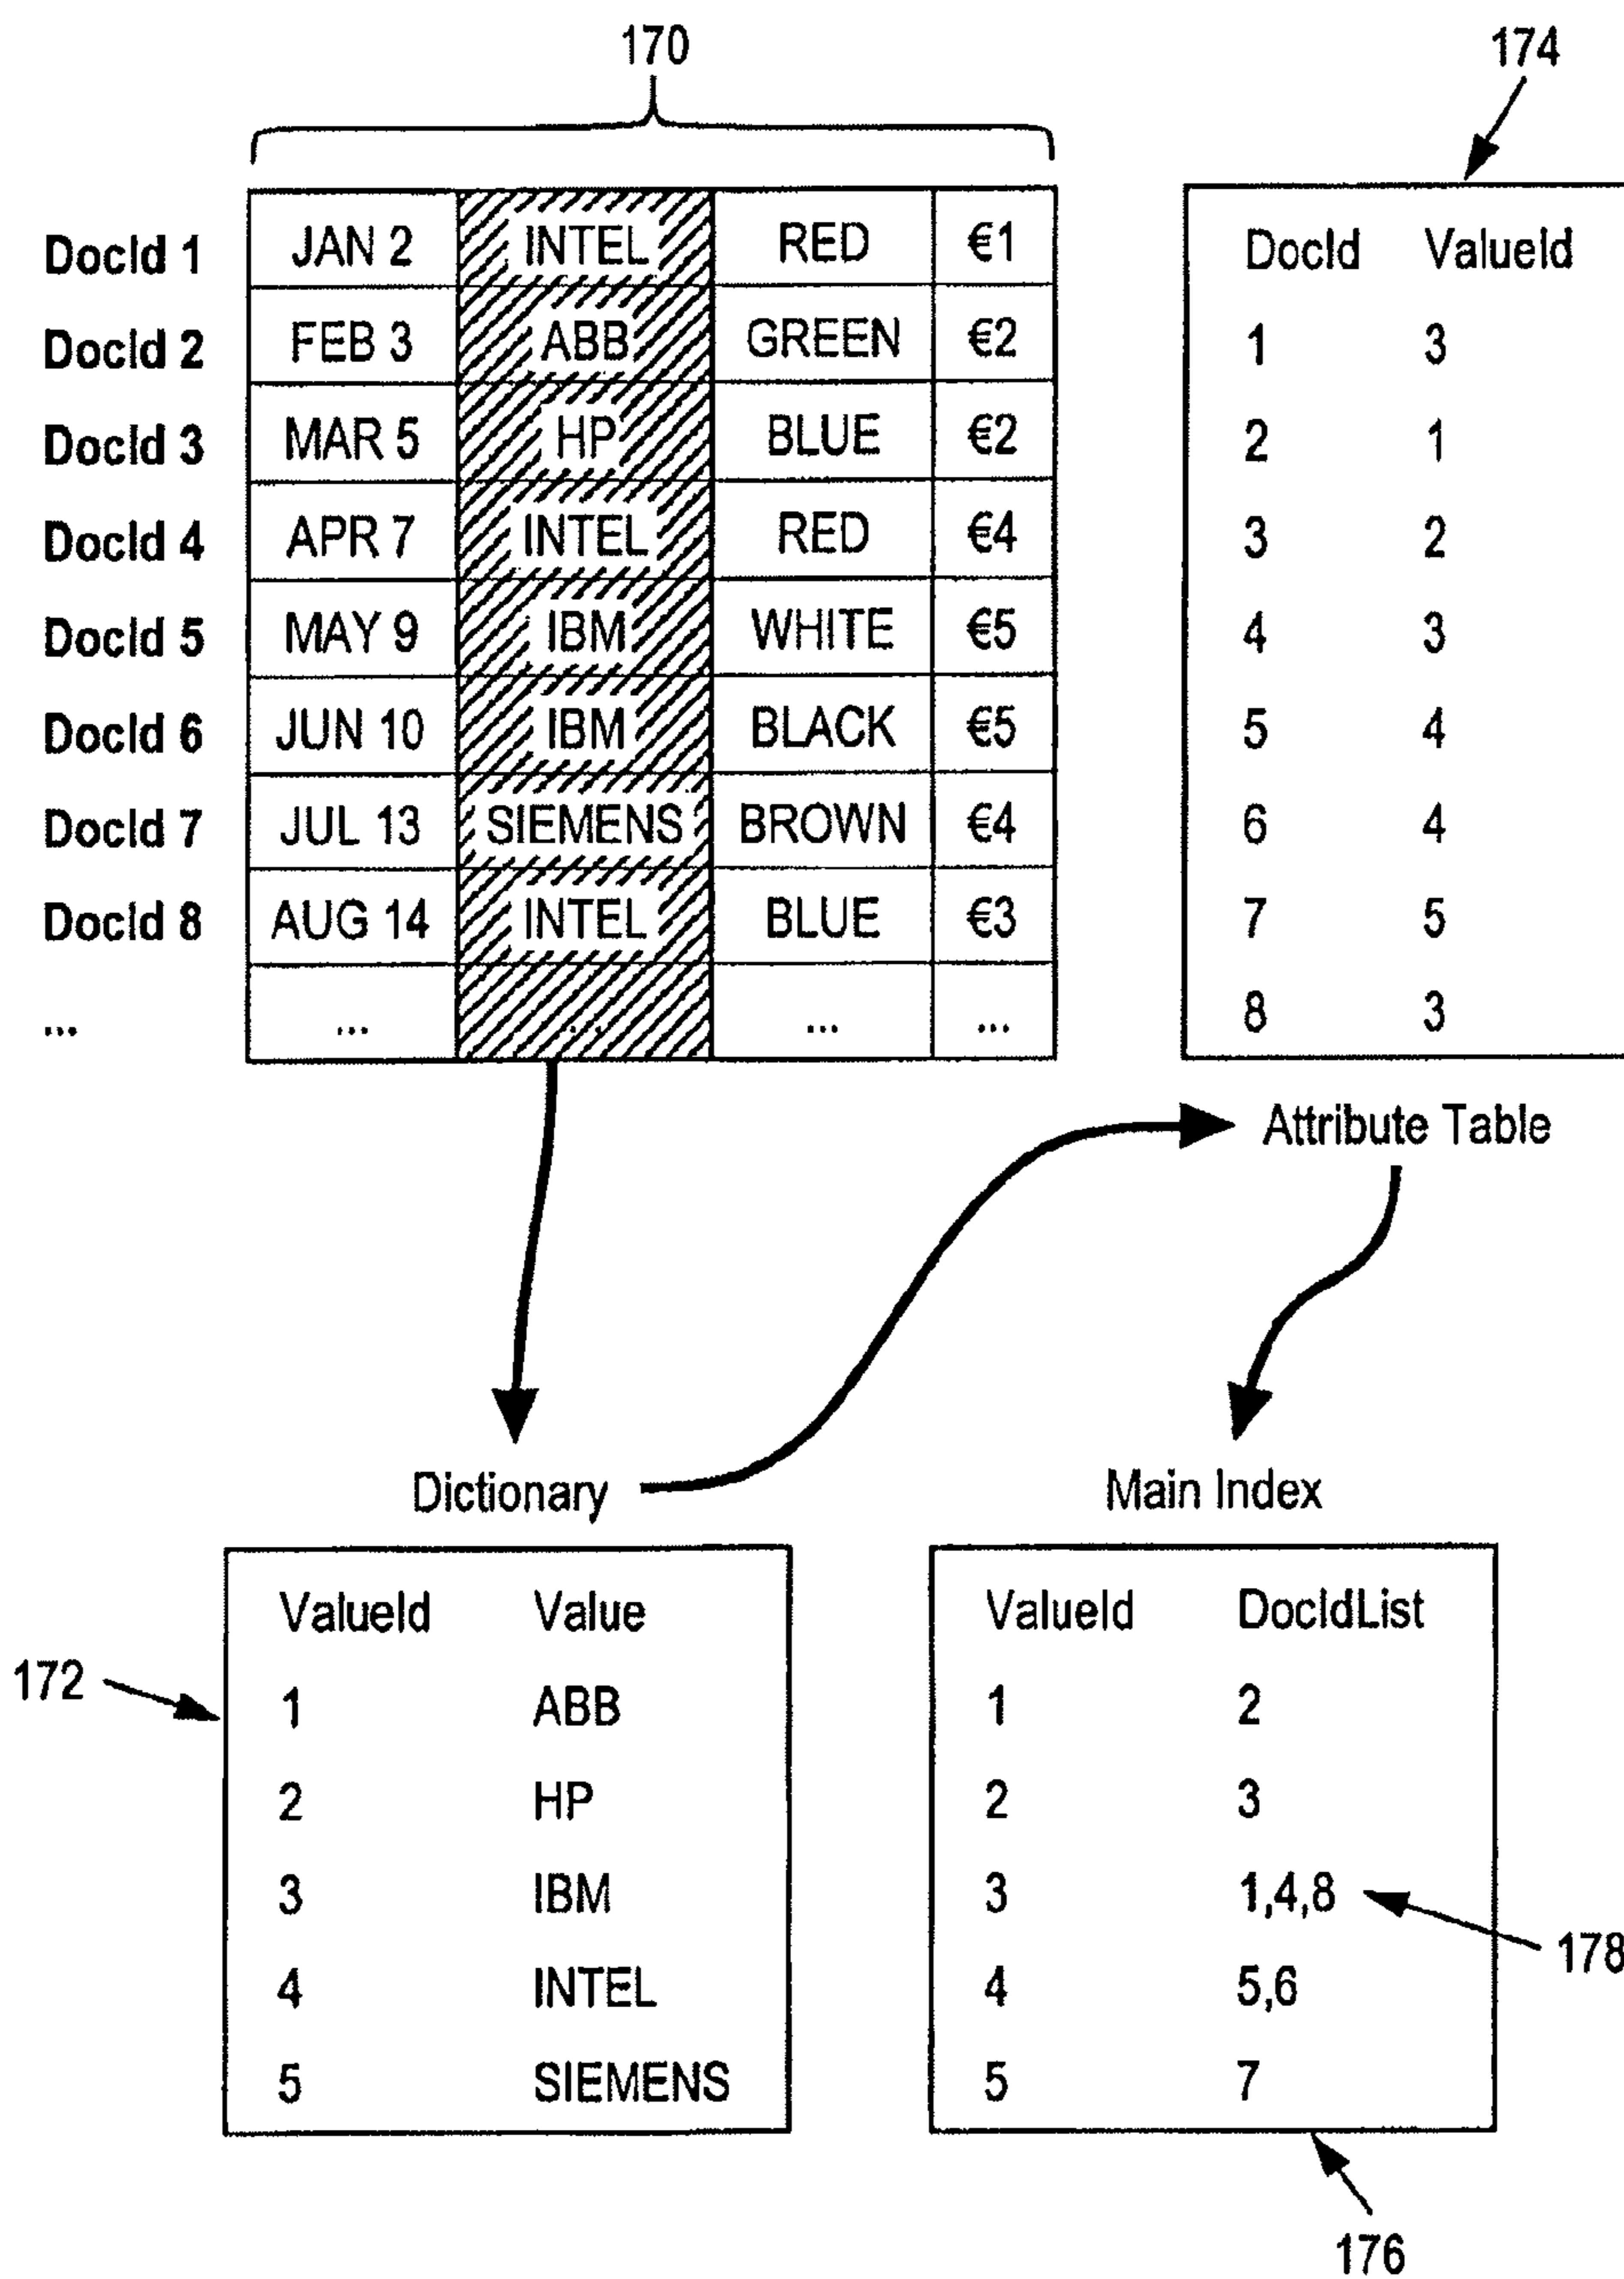 170
174
DocId 1 JAN 2 INTEL RED €1
DocId 2 FEB 3 ABB GREEN €2
DocId 3 MAR 5 HP BLUE €2
DocId 4 APR 7 INTEL RED €4
DocId 5 MAY 9 IBM WHITE €5
DocId 6 JUN 10 IBM BLACK €5
DocId 7 JUL 13 SIEMENS BROWN €4
DocId 8 AUG 14 INTEL BLUE €3
... ... ... ... ...
DocId ValueId
1 3
2 1
3 2
4 3
5 4
6 4
7 5
8 3
Attribute Table
Dictionary
ValueId Value
1 ABB
2 HP
3 IBM
4 INTEL
5 SIEMENS
172
Main Index
ValueId DocIdList
1 2
2 3
3 1,4,8
4 5,6
5 7
178
176